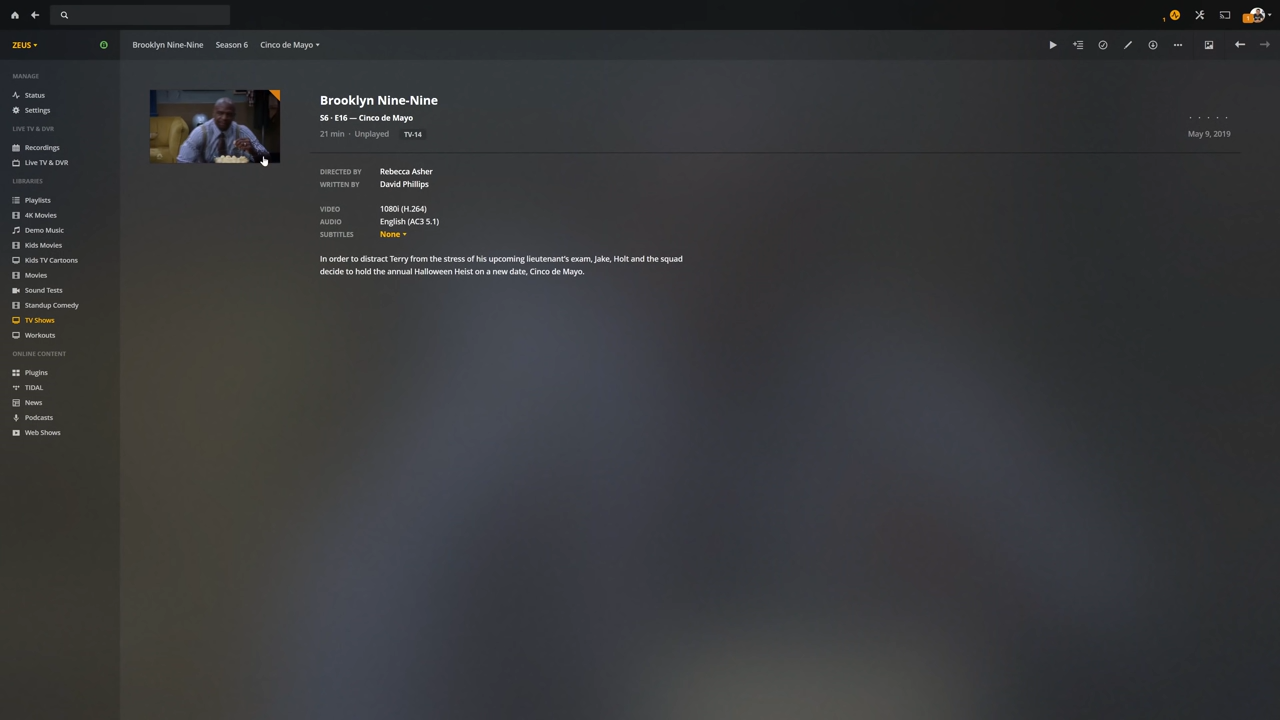 1
1
ZEUS
Brooklyn Nine-Nine Season 6 Cinco de Mayo
MANAGE
Status
Settings
LIVE TV & DVR
Recordings
Live TV & DVR
LIBRARIES
Playlists
4K Movies
Demo Music
Kids Movies
Kids TV Cartoons
Movies
Sound Tests
Standup Comedy
TV Shows
Workouts
ONLINE CONTENT
Plugins
TIDAL
News
Podcasts
Web Shows
Brooklyn Nine-Nine
S6 · E16 — Cinco de Mayo
21 min · Unplayed TV-14
May 9, 2019
DIRECTED BY Rebecca Asher
WRITTEN BY David Phillips
VIDEO 1080i (H.264)
AUDIO English (AC3 5.1)
SUBTITLES None
In order to distract Terry from the stress of his upcoming lieutenant's exam, Jake, Holt and the squad
decide to hold the annual Halloween Heist on a new date, Cinco de Mayo.